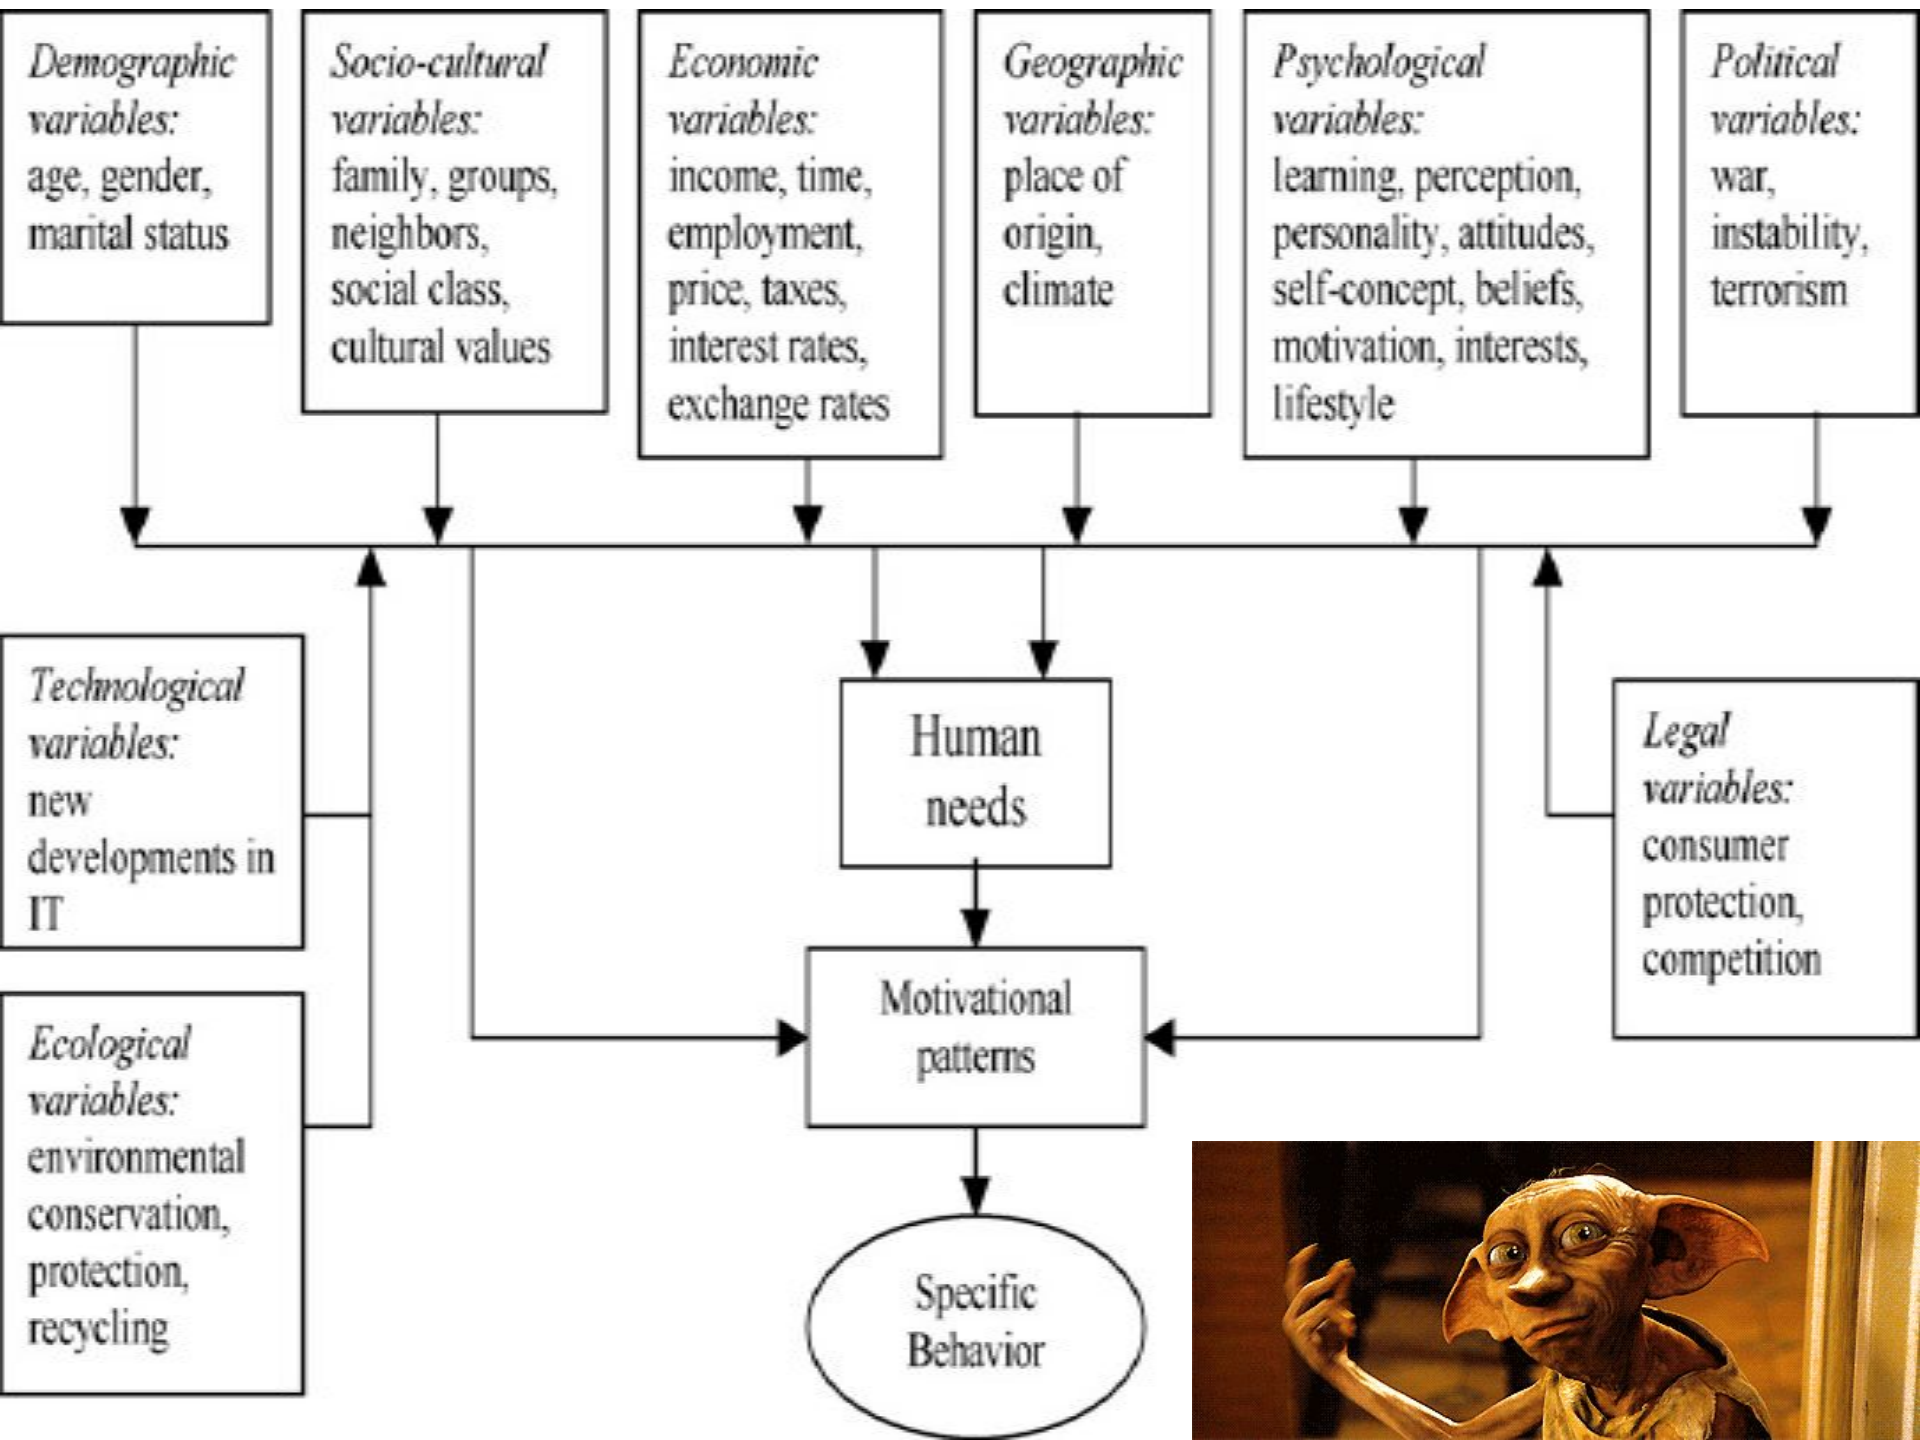 Demographic
variables:
age, gender,
marital status
Socio-cultural
variables:
family, groups,
neighbors,
social class,
cultural values
Economic
variables:
income, time,
employment,
price, taxes,
interest rates,
exchange rates
Geographic
variables:
place of
origin,
climate
Psychological
variables:
learning, perception,
personality, attitudes,
self-concept, beliefs,
motivation, interests,
lifestyle
Political
variables:
war,
instability,
terrorism
Technological
variables:
new
developments in
IT
Human
needs
Legal
variables:
consumer
protection,
competition
Ecological
variables:
environmental
conservation,
protection,
recycling
Motivational
patterns
Specific
Behavior